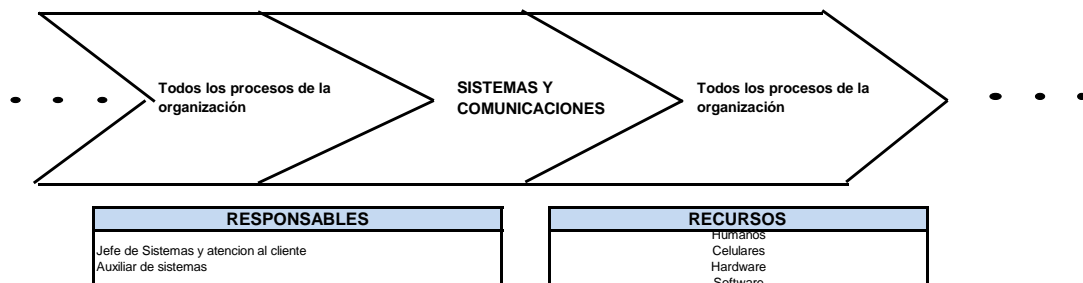 Todos los procesos de la
organización
SISTEMAS Y
COMUNICACIONES
Todos los procesos de la
organización
RESPONSABLES
Jefe de Sistemas y atencion al cliente
Auxiliar de sistemas
RECURSOS
Humanos
Celulares
Hardware
Software